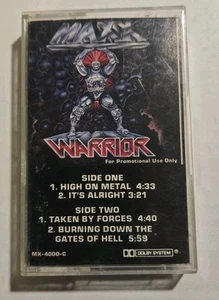 MAXX
WARRIOR
For Promotional Use Only
SIDE ONE
1. HIGH ON METAL 4:33
2. IT'S ALRIGHT 3:21
SIDE TWO
1. TAKEN BY FORCES 4:40
2. BURNING DOWN THE
GATES OF HELL 5:59
MX-4000-C
DOLBY SYSTEM